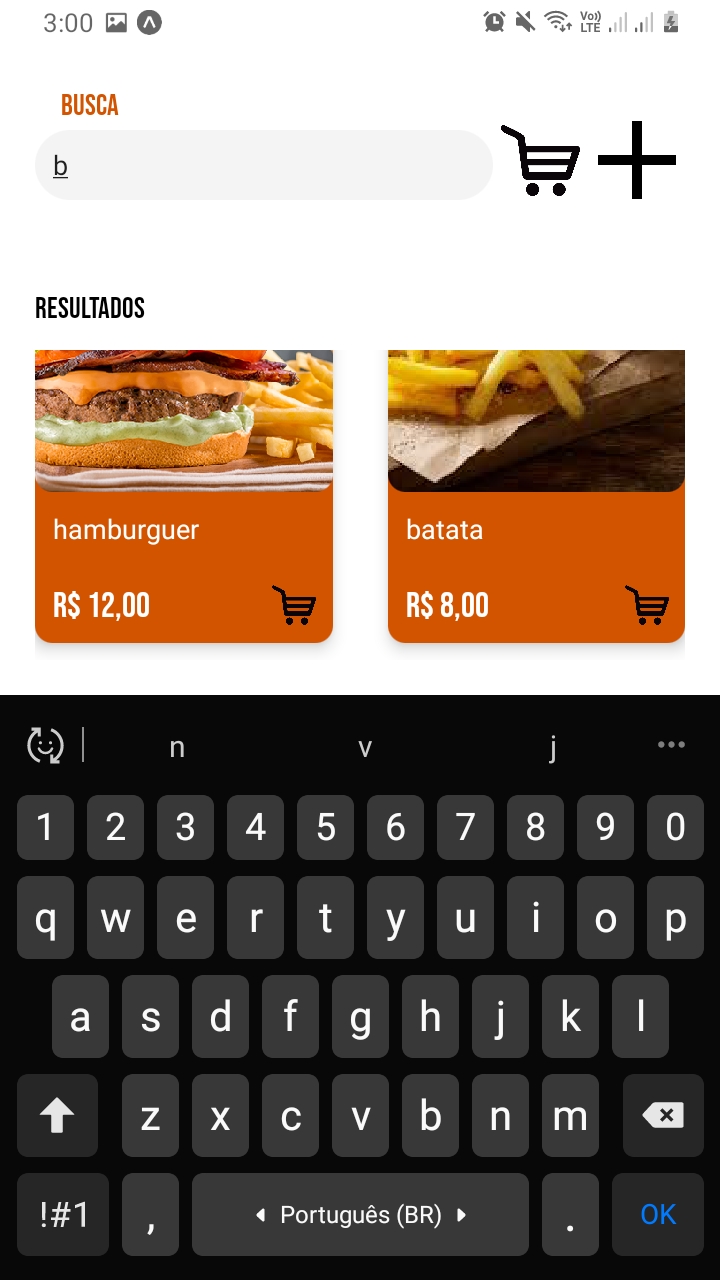 3:00
Vo))
LTE
BUSCA
b
RESULTADOS
hamburguer
batata
R$ 12,00
R$ 8,00
n v j
1 2 3 4 5 6 7 8 9 0
q w e r t y u i o p
a s d f g h j k l
z x c v b n m
!#1 , Português (BR) . OK